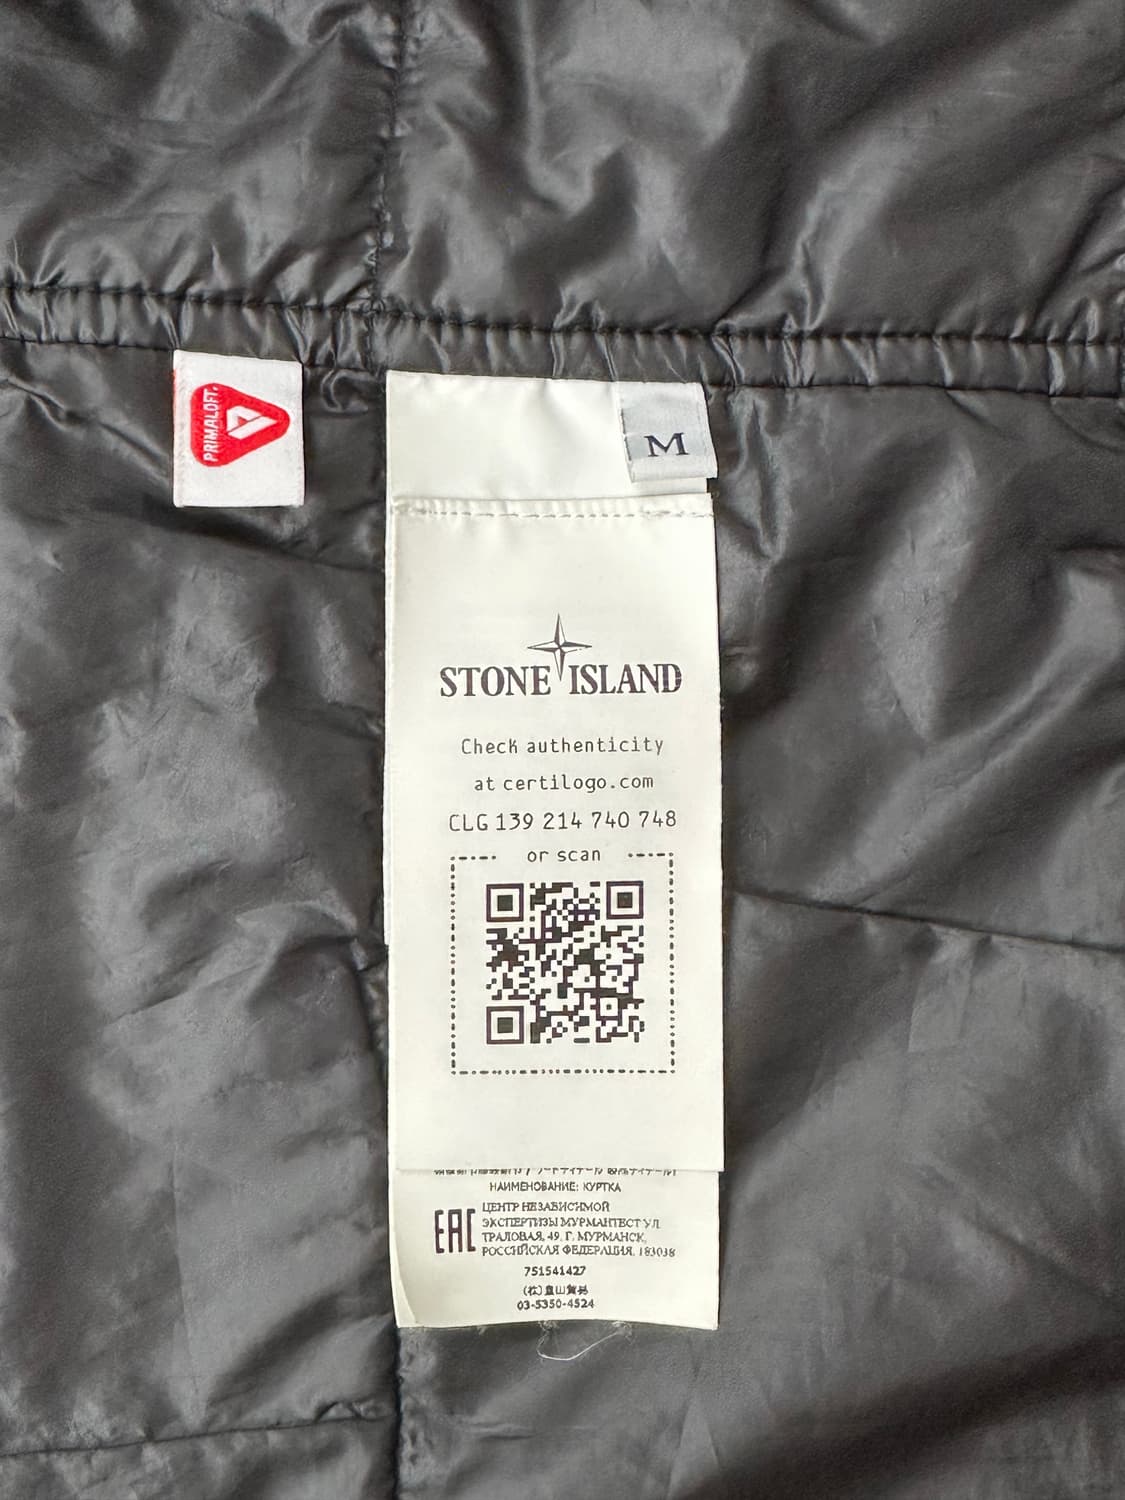 PRIMALOFT.
M
STONE ISLAND
Check authenticity
at certilogo.com
CLG 139 214 740 748
or scan
НАИМЕНОВАНИЕ: КУРТКА
EAC
ЦЕНТР НЕЗАВИСИМОЙ
ЭКСПЕРТИЗЫ МУРМАНТЕСТ УЛ.
ТРАЛОВАЯ, 49, Г. МУРМАНСК,
РОССИЙСКАЯ ФЕДЕРАЦИЯ, 183038
751541427
03-5350-4524